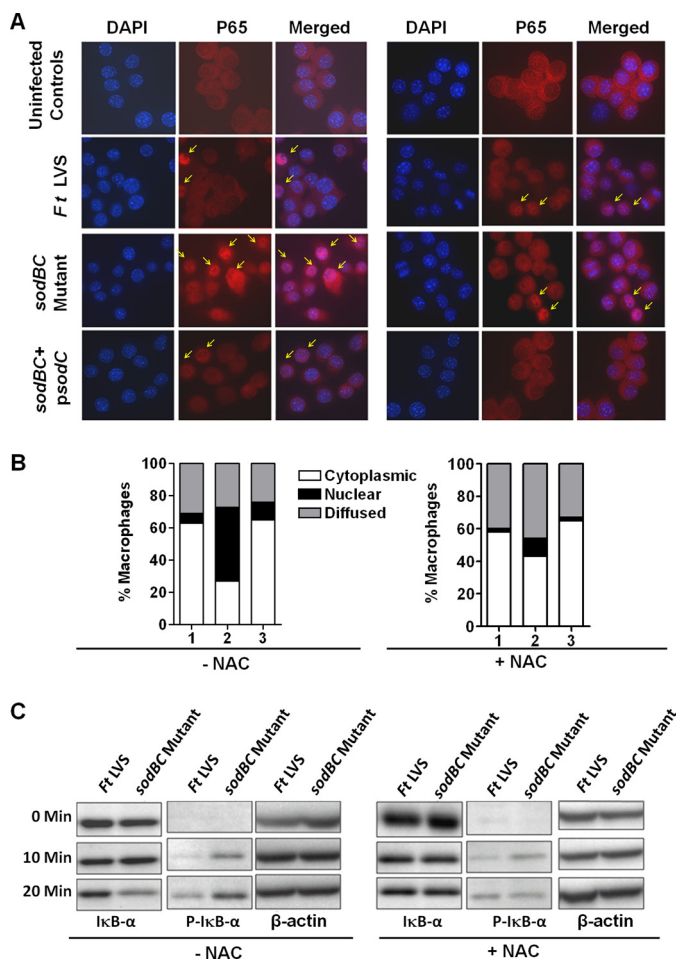 A
DAPI P65 Merged DAPI P65 Merged
Uninfected
Controls
Ft LVS
sodBC
Mutant
sodBC+
psodC
B
100
80
60
40
20
0
% Macrophages
1 2 3
- NAC
Cytoplasmic
Nuclear
Diffused
100
80
60
40
20
0
% Macrophages
1 2 3
+ NAC
C
Ft LVS sodBC Mutant Ft LVS sodBC Mutant Ft LVS sodBC Mutant
Ft LVS sodBC Mutant Ft LVS sodBC Mutant Ft LVS sodBC Mutant
0 Min
10 Min
20 Min
IκB-α P-IκB-α β-actin
- NAC
IκB-α P-IκB-α β-actin
+ NAC